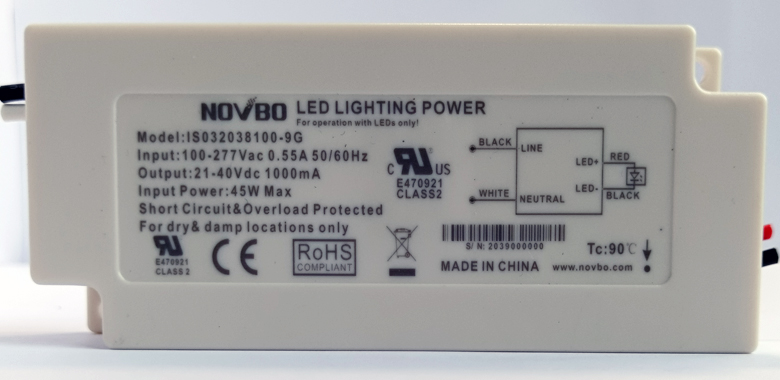 NOVBO LED LIGHTING POWER
For operation with LEDs only!
Model:IS032038100-9G
Input:100-277Vac 0.55A 50/60Hz
Output:21-40Vdc 1000mA
Input Power:45W Max
Short Circuit&Overload Protected
For dry& damp locations only
c RU US
E470921
CLASS2
BLACK
LINE
WHITE
NEUTRAL
LED+
RED
LED-
BLACK
RU
E470921
CLASS 2
CE
RoHS
COMPLIANT
S/ N: 2039000000
MADE IN CHINA
www.novbo.com
Tc:90℃